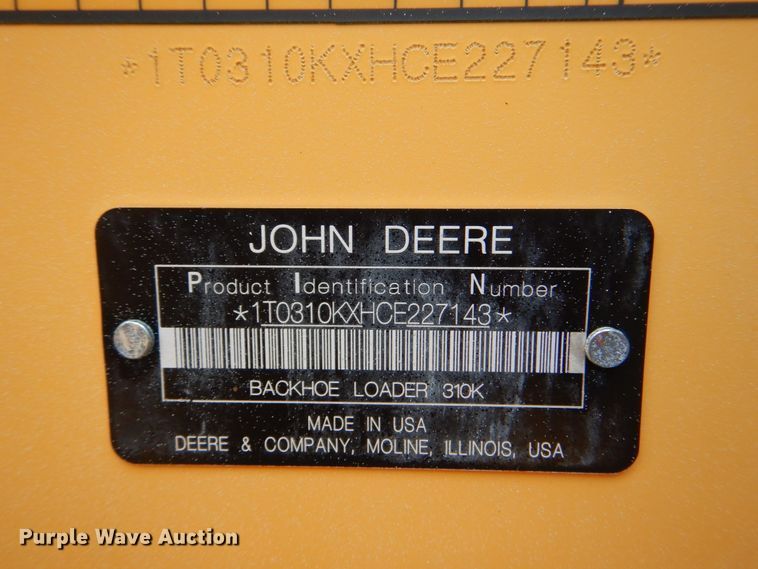 *1T0310KXHCE227143*
JOHN DEERE
Product Identification Number
*1T0310KXHCE227143*
BACKHOE LOADER 310K
MADE IN USA
DEERE & COMPANY, MOLINE, ILLINOIS, USA
Purple Wave Auction